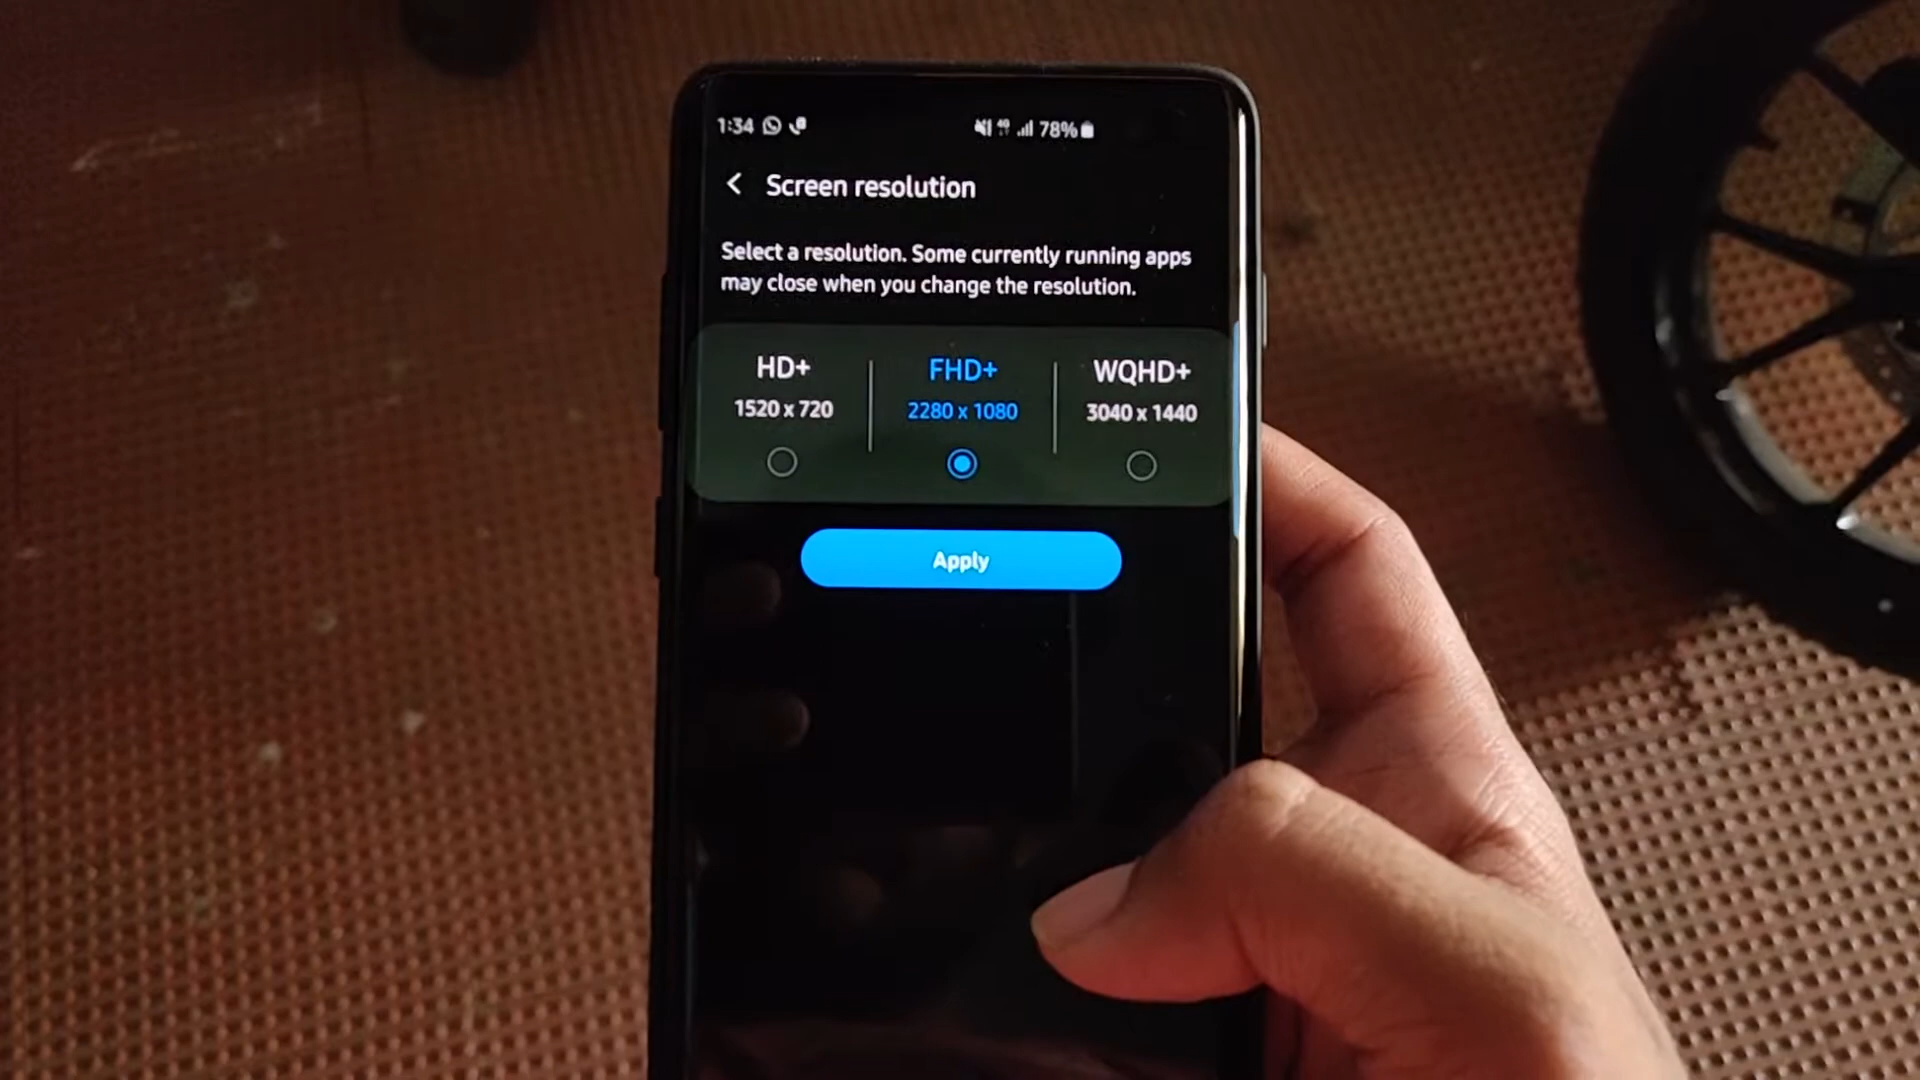 1:34
4G 78%
Screen resolution
Select a resolution. Some currently running apps
may close when you change the resolution.
HD+ FHD+ WQHD+
1520 x 720 2280 x 1080 3040 x 1440
Apply